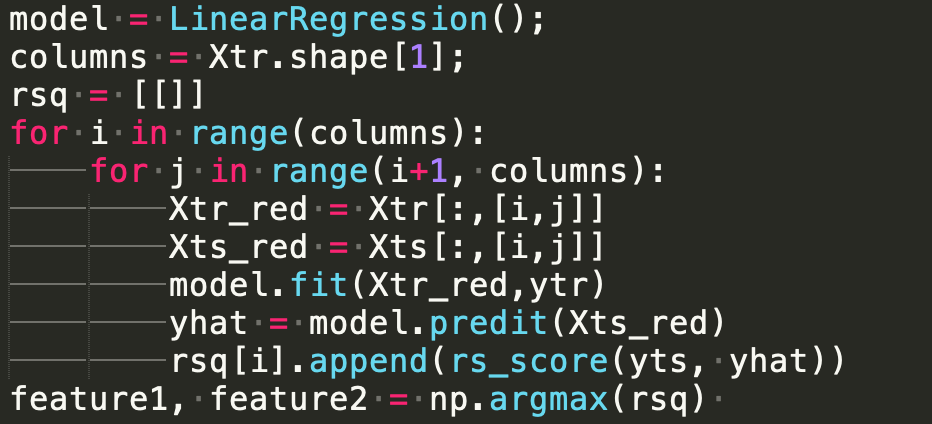 model = LinearRegression();
columns = Xtr.shape[1];
rsq = [[]]
for i in range(columns):
    for j in range(i+1, columns):
        Xtr_red = Xtr[:,[i,j]]
        Xts_red = Xts[:,[i,j]]
        model.fit(Xtr_red,ytr)
        yhat = model.predit(Xts_red)
        rsq[i].append(rs_score(yts, yhat))
feature1, feature2 = np.argmax(rsq)